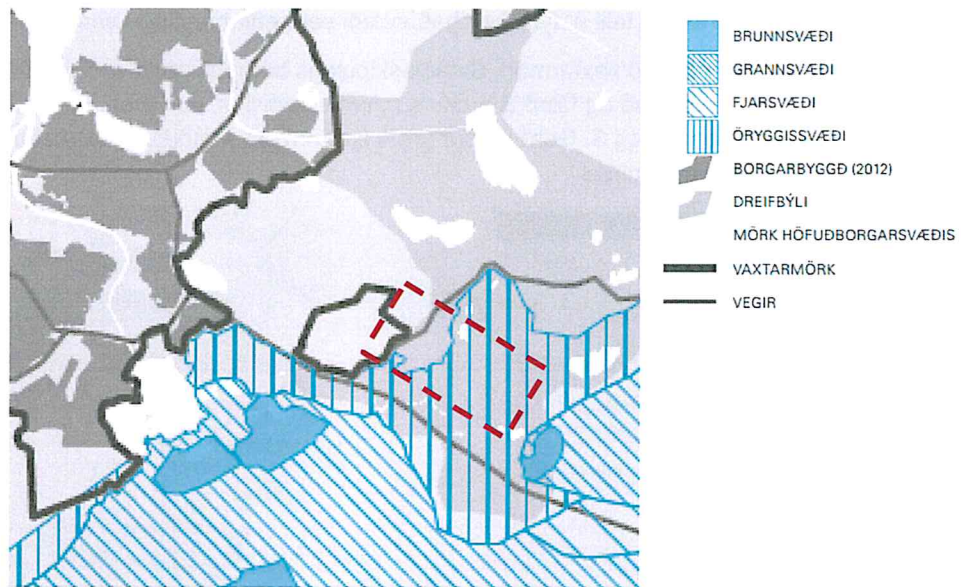 BRUNNSVÆÐI
GRANNSVÆÐI
FJARSVÆÐI
ÖRYGGISSVÆÐI
BORGARBYGGÐ (2012)
DREIFBÝLI
MÖRK HÖFUÐBORGARSVÆÐIS
VAXTARMÖRK
VEGIR